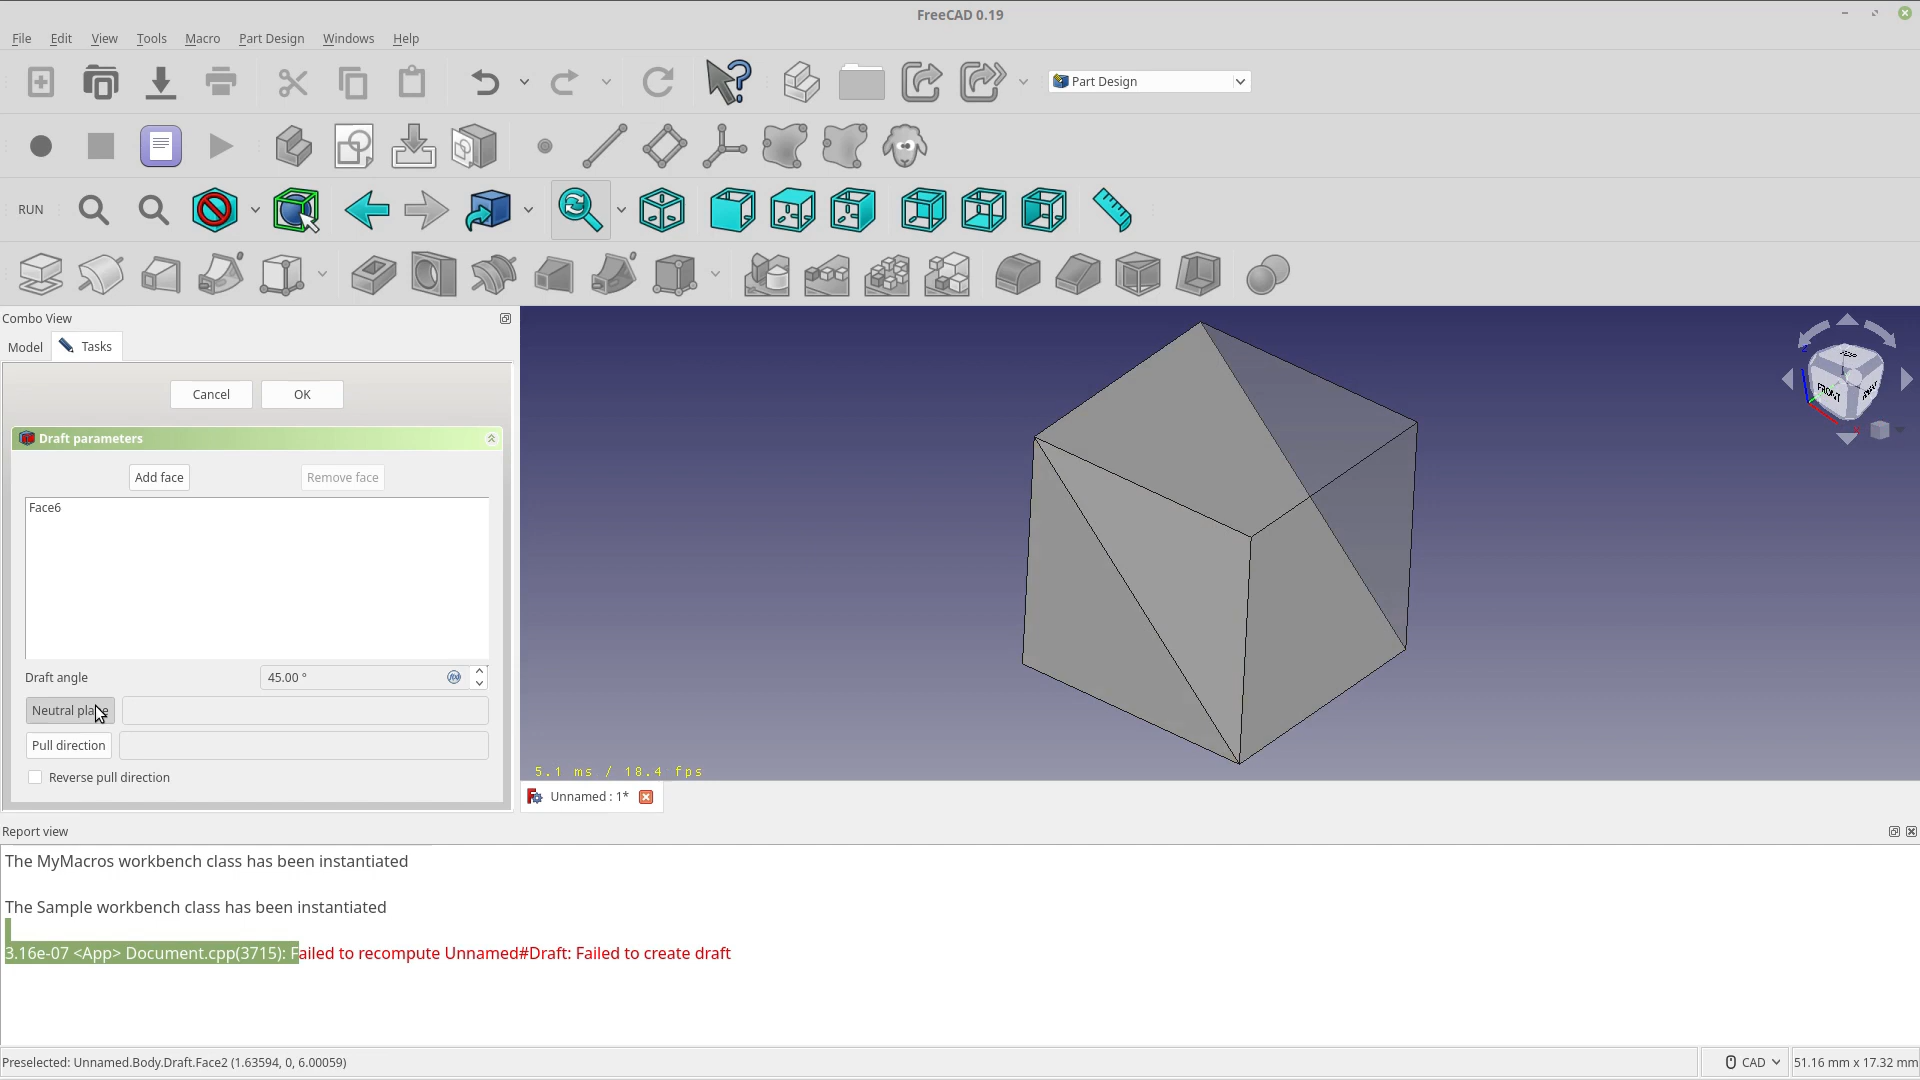 FreeCAD 0.19
File Edit View Tools Macro Part Design Windows Help
Part Design
RUN
Combo View
Model Tasks
Cancel OK
Draft parameters
Add face Remove face
Face6
Draft angle 45.00 °
Neutral plane
Pull direction
Reverse pull direction
TOP
FRONT
5.1 ms / 18.4 fps
Unnamed : 1*
Report view
The MyMacros workbench class has been instantiated
The Sample workbench class has been instantiated
3.16e-07 <App> Document.cpp(3715): Failed to recompute Unnamed#Draft: Failed to create draft
Preselected: Unnamed.Body.Draft.Face2 (1.63594, 0, 6.00059)
CAD 51.16 mm x 17.32 mm